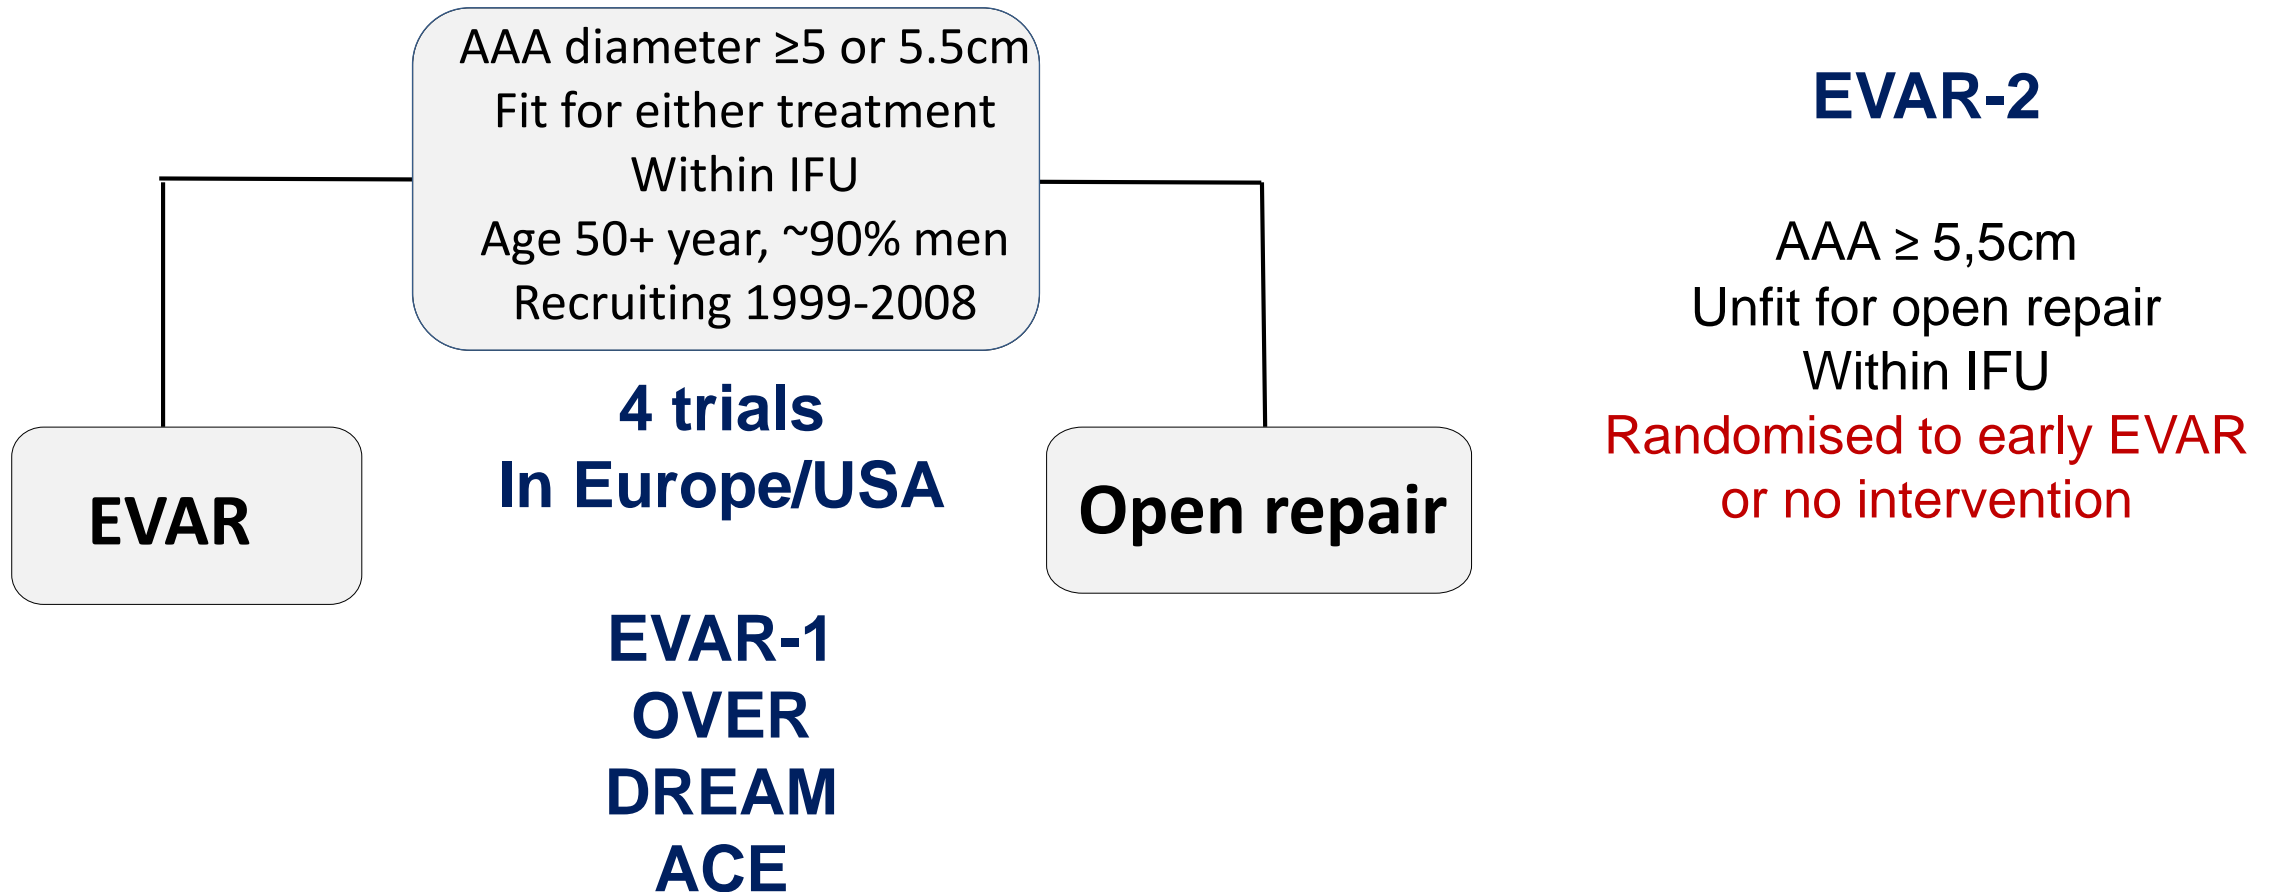 AAA diameter ≥5 or 5.5cm
Fit for either treatment
Within IFU
Age 50+ year, ~90% men
Recruiting 1999-2008
EVAR
4 trials
In Europe/USA
EVAR-1
OVER
DREAM
ACE
Open repair
EVAR-2
AAA ≥ 5,5cm
Unfit for open repair
Within IFU
Randomised to early EVAR
or no intervention